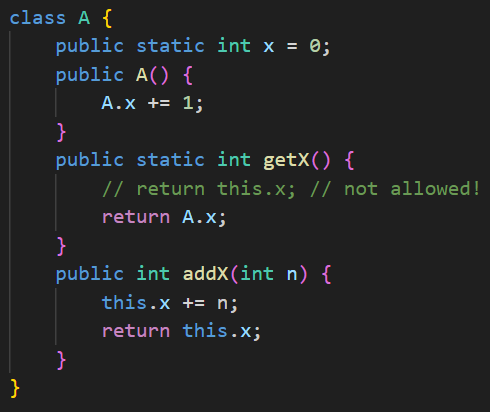 class A {
    public static int x = 0;
    public A() {
        A.x += 1;
    }
    public static int getX() {
        // return this.x; // not allowed!
        return A.x;
    }
    public int addX(int n) {
        this.x += n;
        return this.x;
    }
}